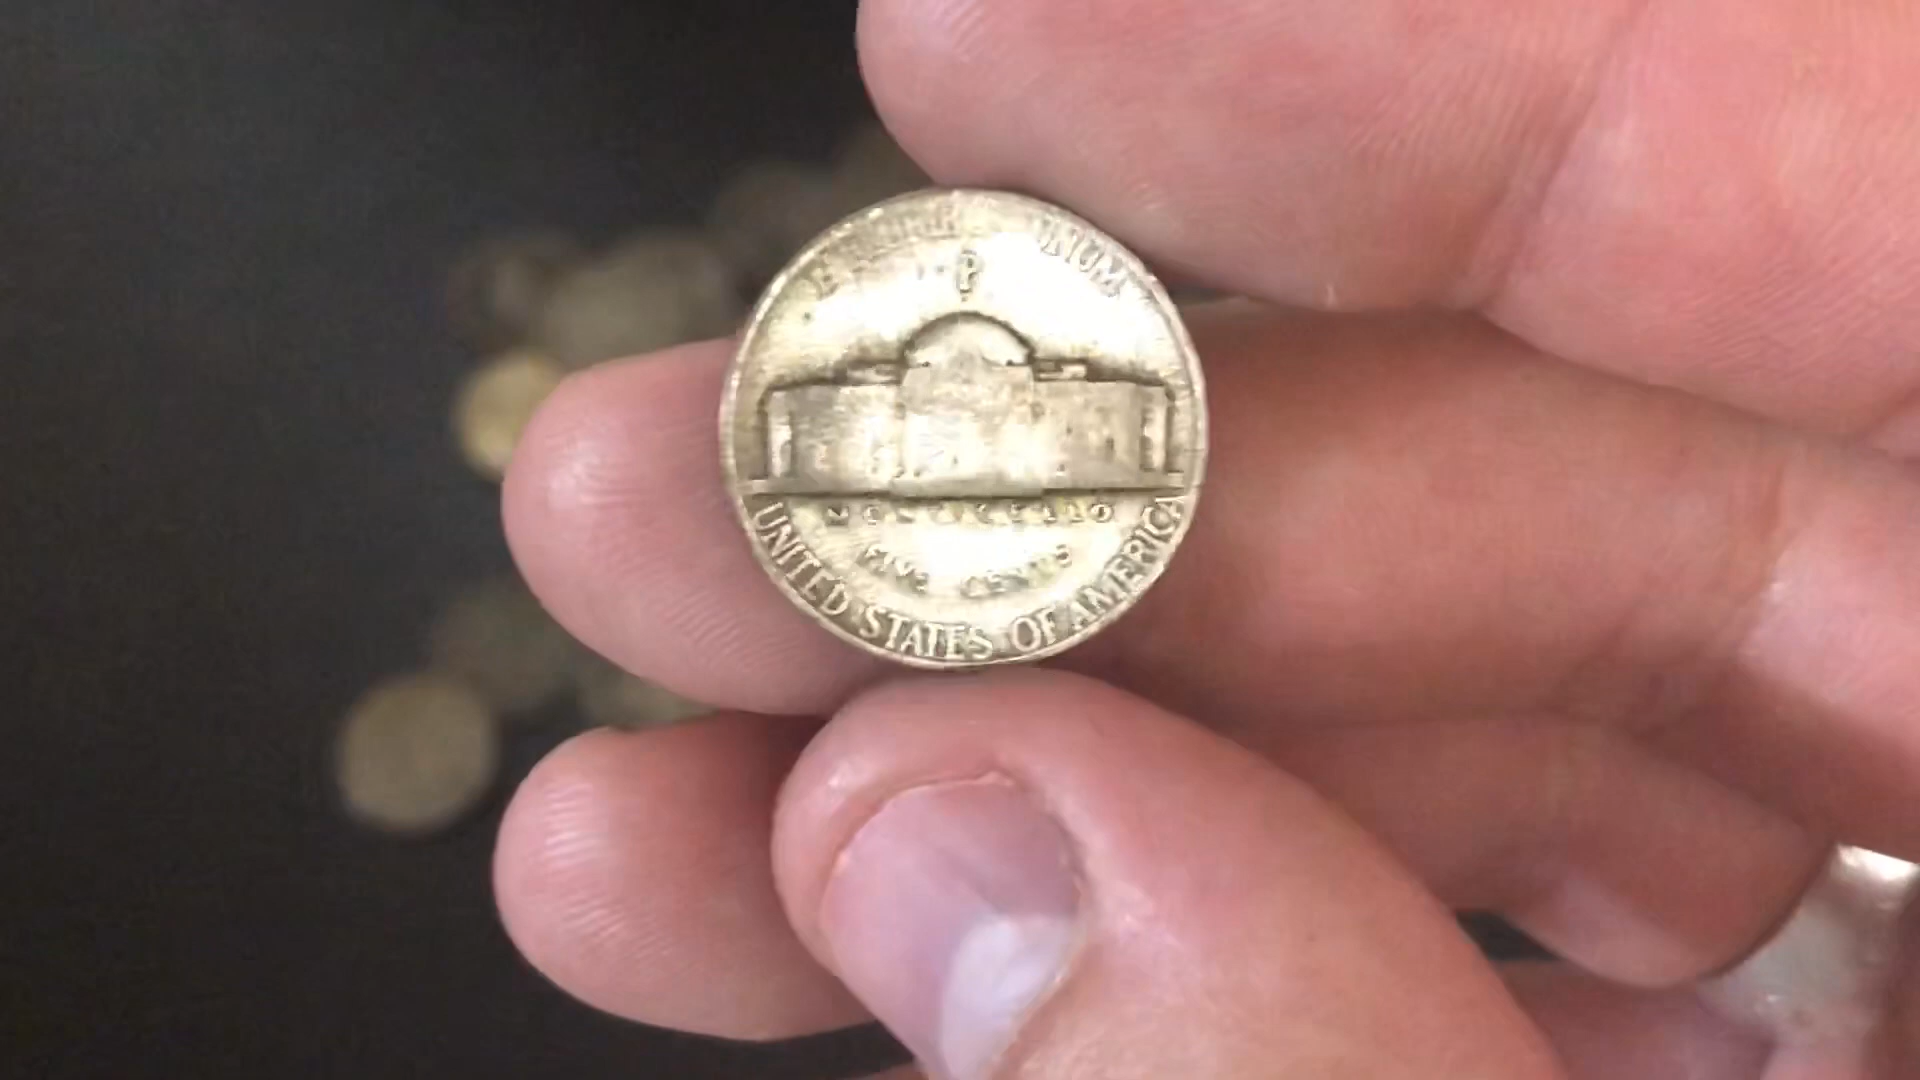 UNUM
P
MONTICELLO
FIVE CENTS
UNITED STATES OF AMERICA